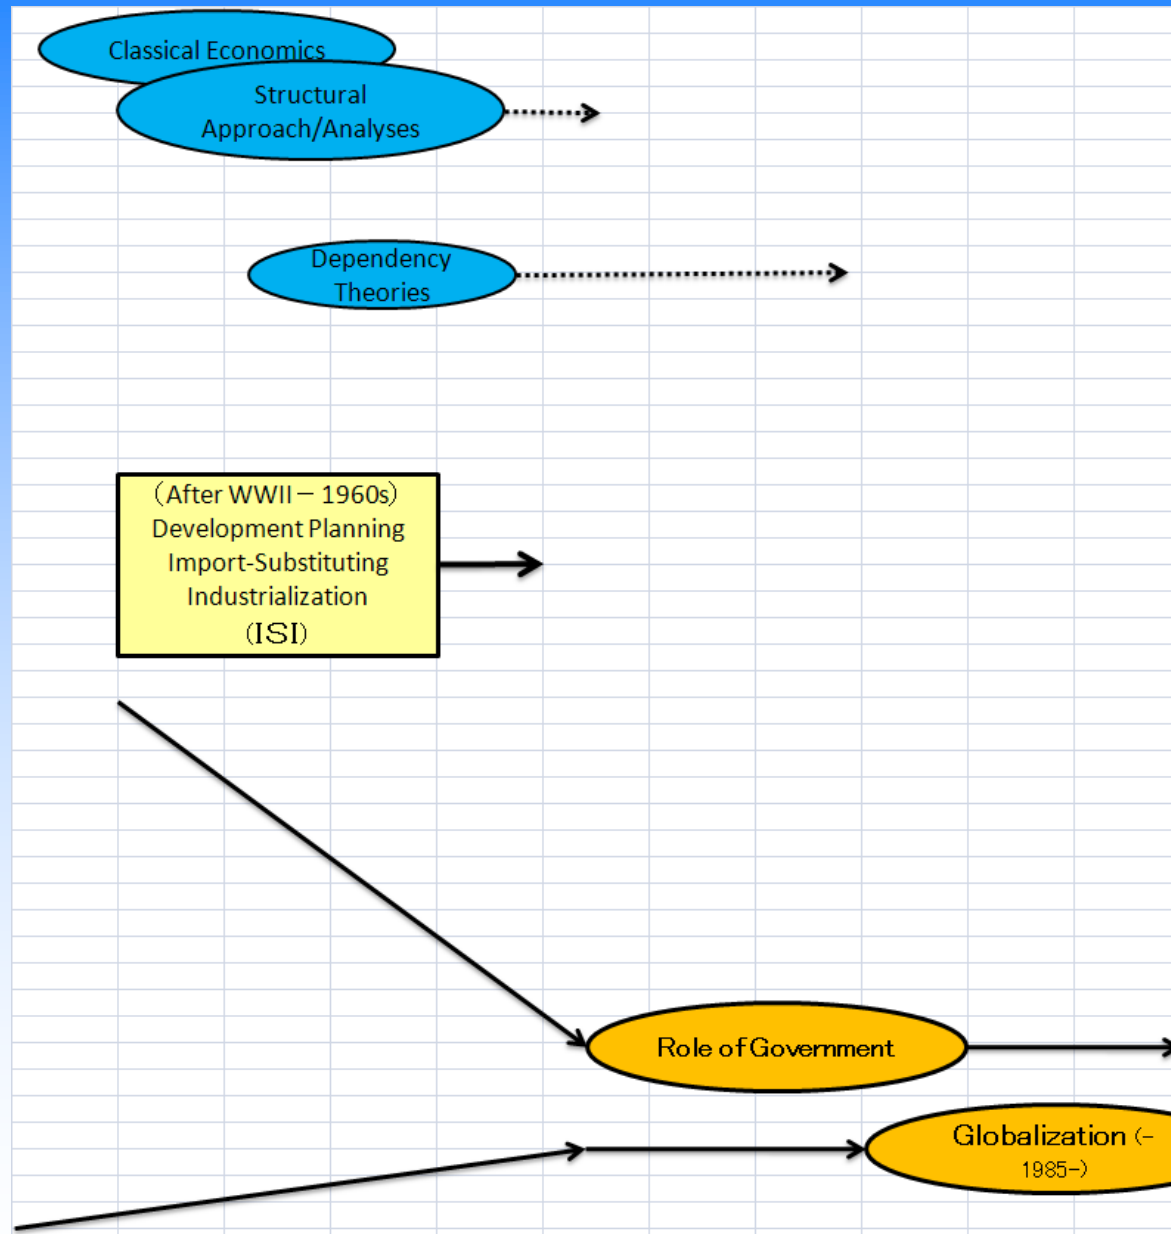 Classical Economics
Structural
Approach/Analyses
Dependency
Theories
(After WWII – 1960s)
Development Planning
Import-Substituting
Industrialization
(ISI)
Role of Government
Globalization (-
1985-)